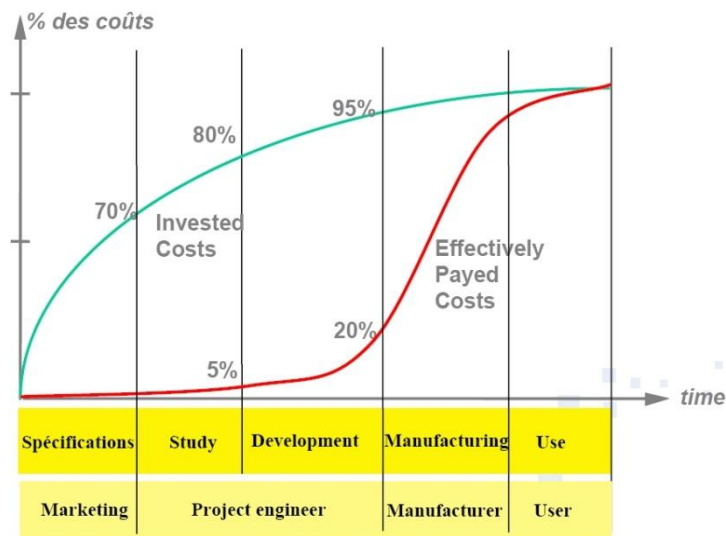 % des coûts
95%
80%
70%
Invested
Costs
Effectively
Payed
Costs
20%
5%
time
Spécifications Study Development Manufacturing Use
Marketing Project engineer Manufacturer User